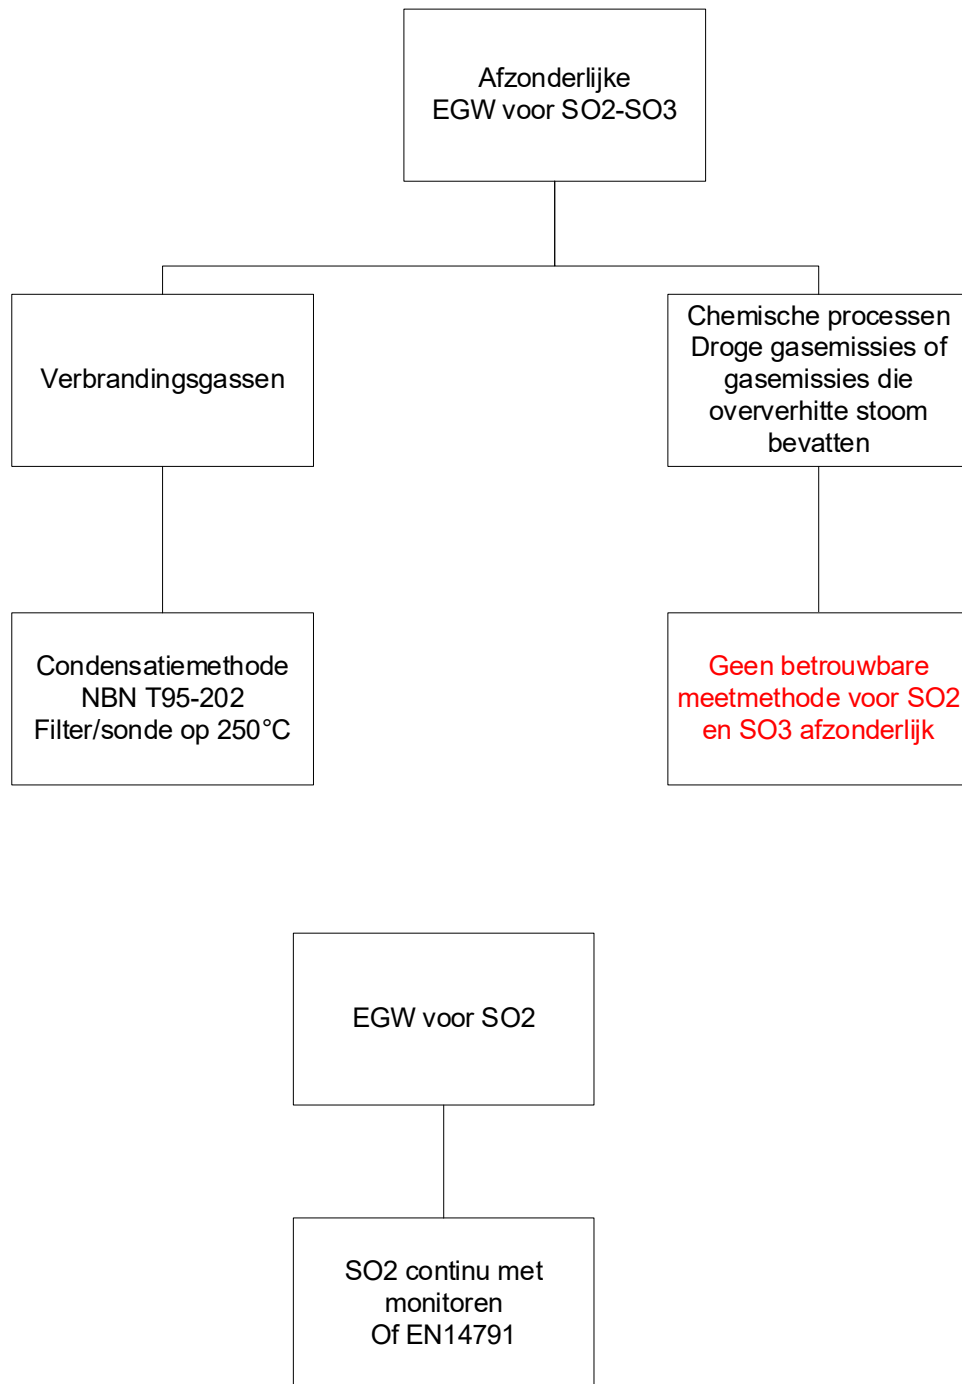 Afzonderlijke
EGW voor SO2-SO3
Verbrandingsgassen
Chemische processen
Droge gasemissies of
gasemissies die
oververhitte stoom
bevatten
Condensatiemethode
NBN T95-202
Filter/sonde op 250°C
Geen betrouwbare
meetmethode voor SO2
en SO3 afzonderlijk
EGW voor SO2
SO2 continu met
monitoren
Of EN14791